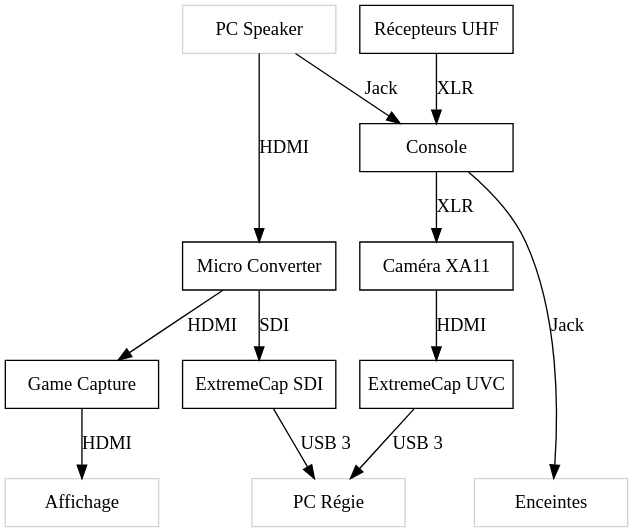 PC Speaker
Récepteurs UHF
Jack
XLR
HDMI
Console
XLR
Micro Converter
Caméra XA11
HDMI
SDI
HDMI
Jack
Game Capture
ExtremeCap SDI
ExtremeCap UVC
HDMI
USB 3
USB 3
Affichage
PC Régie
Enceintes